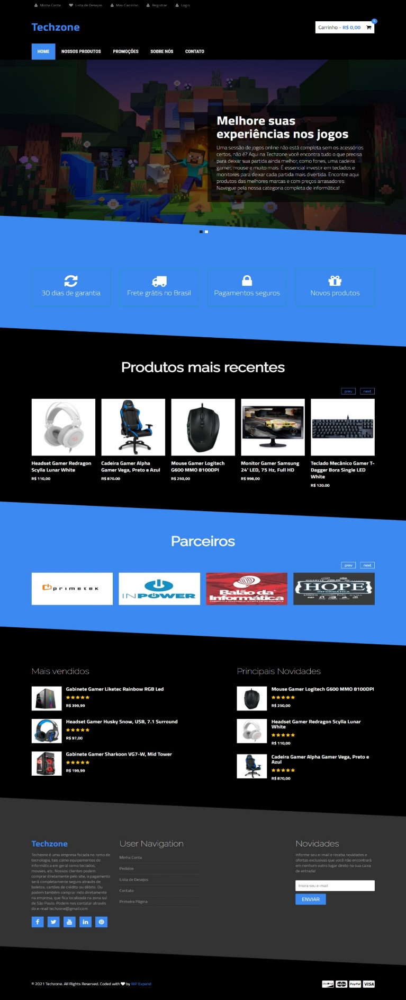 Minha Conta Lista de Desejos Meu Carrinho Registrar Login
Techzone
Carrinho - R$ 0,00
5
HOME NOSSOS PRODUTOS PROMOÇÕES SOBRE NÓS CONTATO
Melhore suas
experiências nos jogos
Uma sessão de jogos online não está completa sem os acessórios
certos, não é? Aqui na Techzone você encontra tudo o que precisa
para deixar sua partida ainda melhor, como fones, uma cadeira
gamer, mouse e muito mais. É essencial investir em teclados e
monitores para deixar cada partida mais divertida. Encontre aqui
produtos das melhores marcas e com preços arrasadores.
Navegue pela nossa categoria completa de informática!
30 dias de garantia
Frete grátis no Brasil
Pagamentos seguros
Novos produtos
Produtos mais recentes
prev next
Headset Gamer Redragon
Scylla Lunar White
R$ 110,00
Cadeira Gamer Alpha
Gamer Vega, Preto e Azul
R$ 870.00
Mouse Gamer Logitech
G600 MMO 8100DPI
R$ 250,00
Monitor Gamer Samsung
24' LED, 75 Hz, Full HD
R$ 998,00
Teclado Mecânico Gamer T-
Dagger Bora Single LED
White
R$ 120.00
Parceiros
prev next
primetek
INPOWER
Balão da
Informática
COMÉRCIO E ASSISTÊNCIA TÉCNICA EM INFORMÁTICA
intel
GIGABYTE ASUS
HOPE
INFORMÁTICA
EVGA
Mais vendidos
Gabinete Gamer Liketec Rainbow RGB Led
R$ 399,99
Headset Gamer Husky Snow, USB, 7.1 Surround
R$ 97,00
Gabinete Gamer Sharkoon VG7-W, Mid Tower
R$ 199,99
Principais Novidades
Mouse Gamer Logitech G600 MMO 8100DPI
R$ 250,00
Headset Gamer Redragon Scylla Lunar
White
R$ 110,00
Cadeira Gamer Alpha Gamer Vega, Preto e
Azul
R$ 870,00
Techzone
Techzone é uma empresa focada no ramo de
tecnologia, tais como equipamentos de
informática em geral como teclados,
mouses, etc. Nossos clientes podem
comprar diretamente pelo site, o pagamento
será completamente seguro através de
boletos, cartões de crédito ou débito. Ou
podem também comprar indo diretamente
na empresa, que fica localizada na zona sul
de São Paulo. Podem nos contatar através
do e-mail techzone@gmail.com
User Navigation
Minha Conta
Pedidos
Lista de Desejos
Contato
Primeira Página
Novidades
Informe seu e-mail e receba novidades e
ofertas exclusivas que você não encontrará
em nenhum outro lugar direto na sua caixa
de entrada!
Insira seu e-mail
ENVIAR
© 2021 Techzone. All Rights Reserved. Coded with by WP Expand
DISCOVER MasterCard PayPal VISA